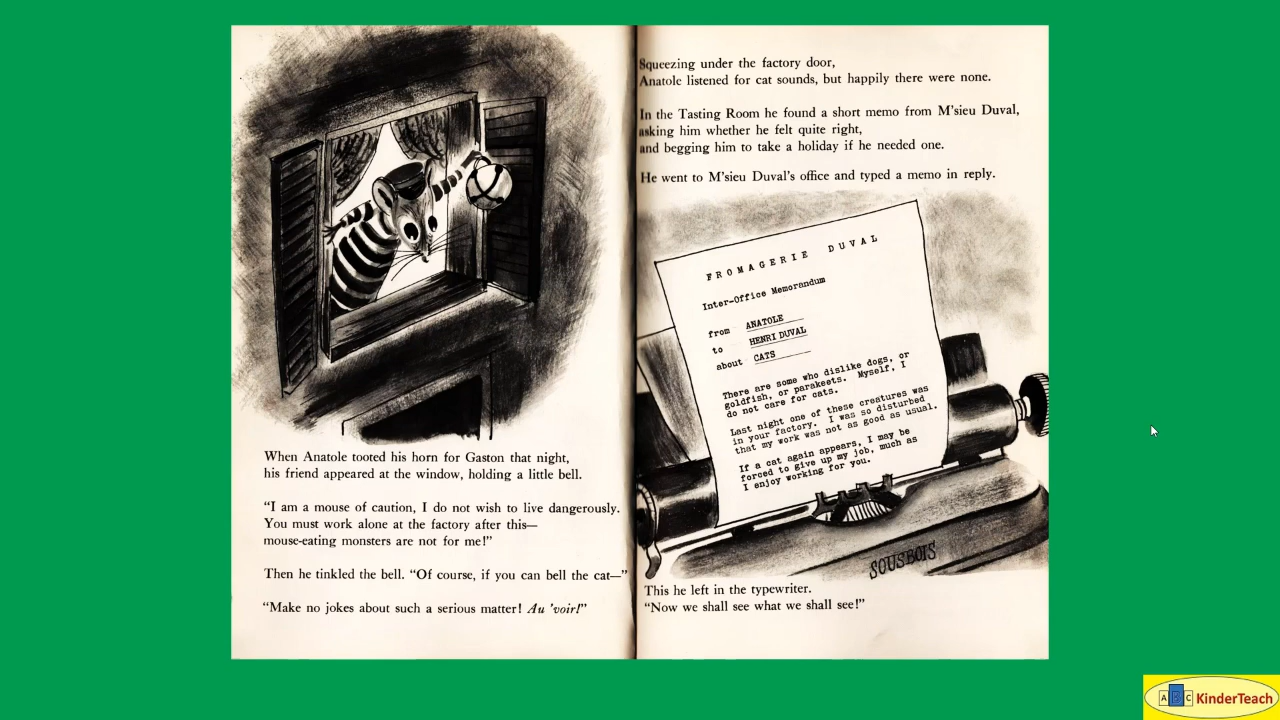 When Anatole tooted his horn for Gaston that night,
his friend appeared at the window, holding a little bell.
“I am a mouse of caution, I do not wish to live dangerously.
You must work alone at the factory after this—
mouse-eating monsters are not for me!”
Then he tinkled the bell. “Of course, if you can bell the cat—”
“Make no jokes about such a serious matter! Au 'voir!”
Squeezing under the factory door,
Anatole listened for cat sounds, but happily there were none.
In the Tasting Room he found a short memo from M'sieu Duval,
asking him whether he felt quite right,
and begging him to take a holiday if he needed one.
He went to M'sieu Duval's office and typed a memo in reply.
FROMAGERIE DUVAL
Inter-Office Memorandum
from ANATOLE
to HENRI DUVAL
about CATS
There are some who dislike dogs, or
goldfish, or parakeets. Myself, I
do not care for cats.
Last night one of these creatures was
in your factory. I was so disturbed
that my work was not as good as usual.
If a cat again appears, I may be
forced to give up my job, much as
I enjoy working for you.
SOUSBOIS
This he left in the typewriter.
“Now we shall see what we shall see!”
ABC KinderTeach